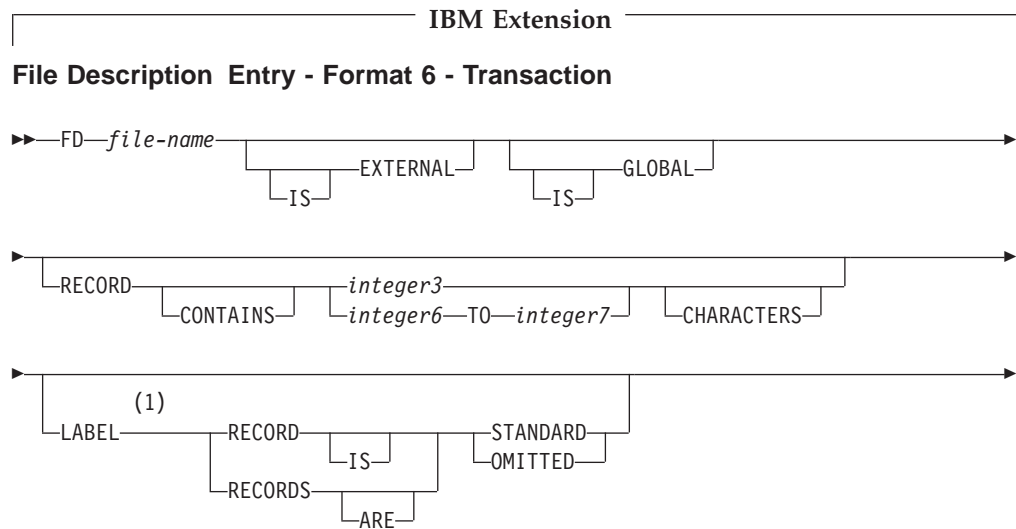 IBM Extension
File Description Entry - Format 6 - Transaction
FD file-name
EXTERNAL GLOBAL
IS IS
RECORD integer3
CONTAINS integer6 TO integer7 CHARACTERS
(1)
LABEL RECORD STANDARD
IS OMITTED
RECORDS
ARE